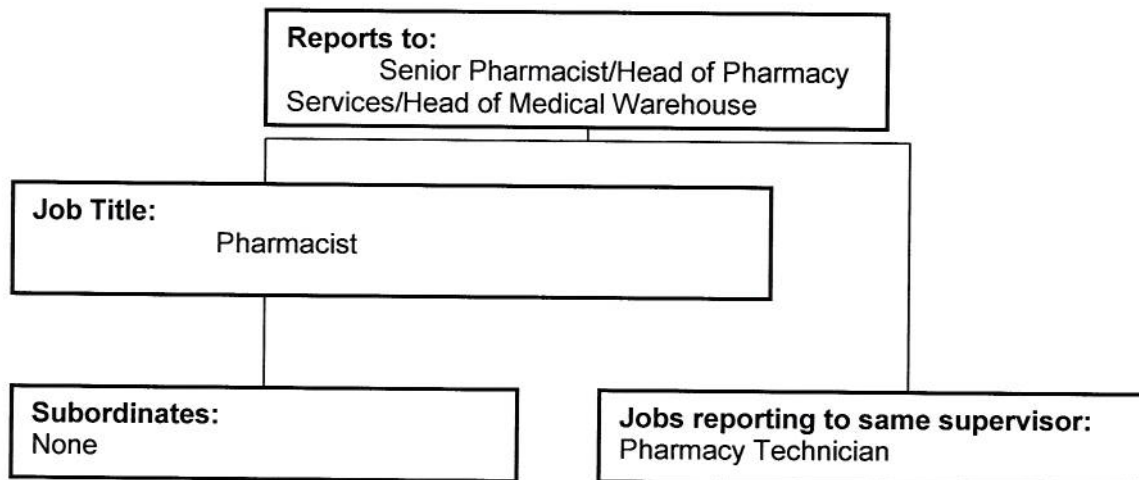 Reports to:
Senior Pharmacist/Head of Pharmacy
Services/Head of Medical Warehouse
Job Title:
Pharmacist
Subordinates:
None
Jobs reporting to same supervisor:
Pharmacy Technician